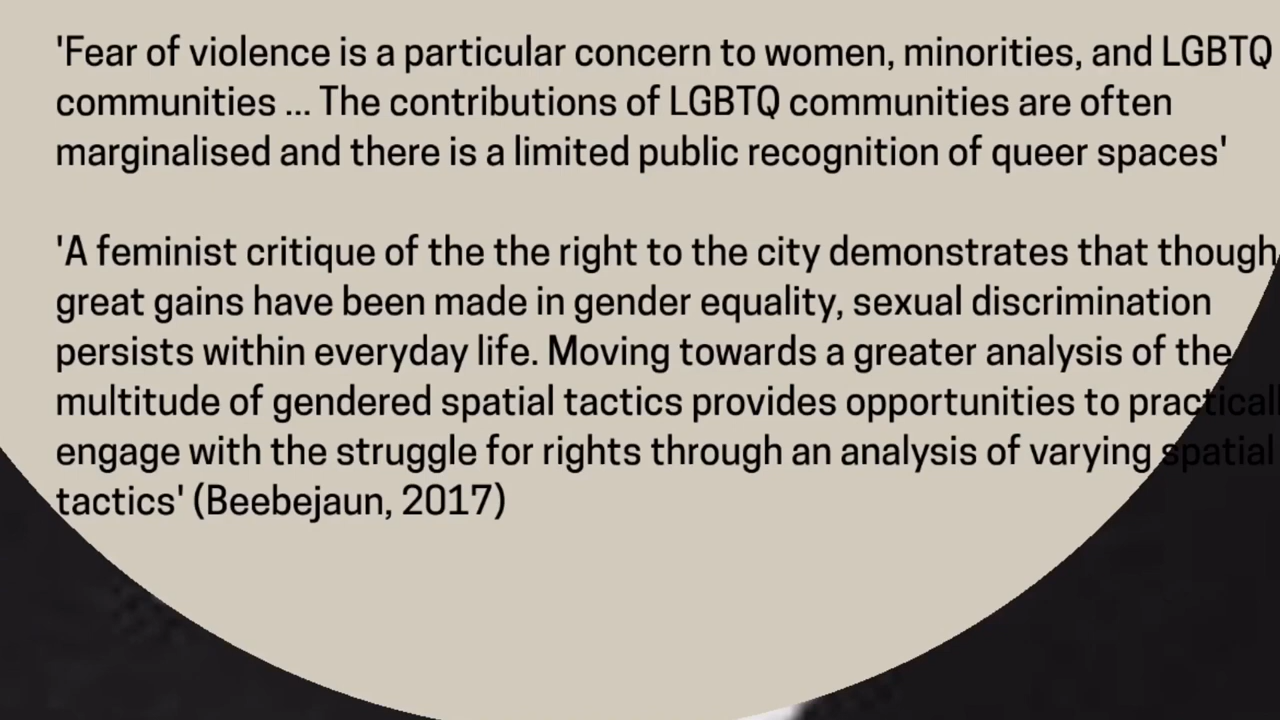 'Fear of violence is a particular concern to women, minorities, and LGBTQ
communities ... The contributions of LGBTQ communities are often
marginalised and there is a limited public recognition of queer spaces'
'A feminist critique of the the right to the city demonstrates that though
great gains have been made in gender equality, sexual discrimination
persists within everyday life. Moving towards a greater analysis of the
multitude of gendered spatial tactics provides opportunities to
engage with the struggle for rights through an analysis of varying spatial
tactics' (Beebejaun, 2017)